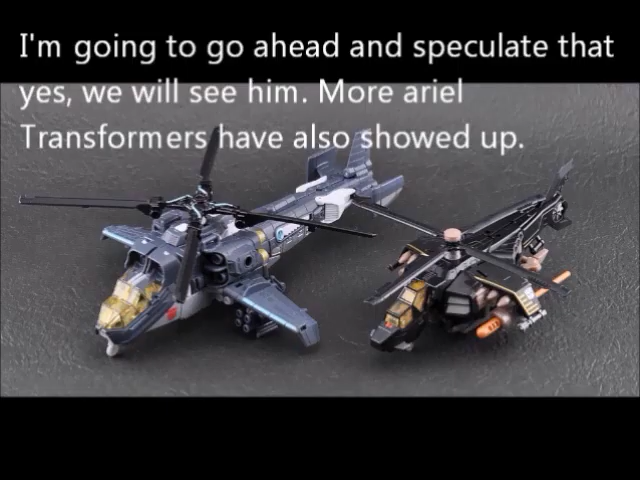 I'm going to go ahead and speculate that
yes, we will see him. More ariel
Transformers have also showed up.